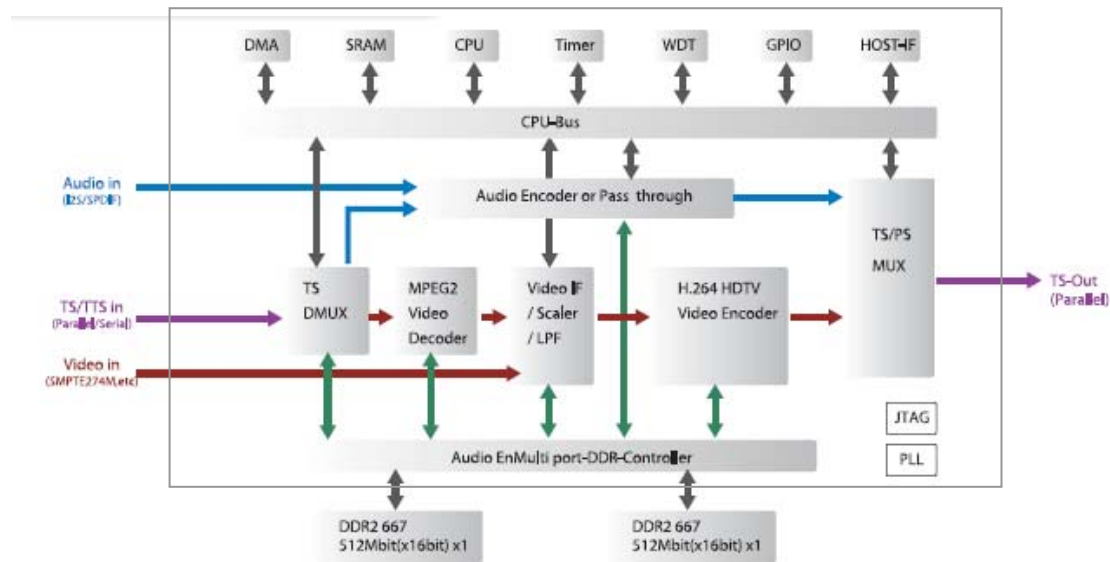 DMA
SRAM
CPU
Timer
WDT
GPIO
HOST-IF
CPU-Bus
Audio in
(I2S/SPDIF)
Audio Encoder or Pass through
TS/PS
MUX
TS-Out
(Parallel)
TS/TTS in
(Parallel/Serial)
TS
DMUX
MPEG2
Video
Decoder
Video IF
/ Scaler
/ LPF
H.264 HDTV
Video Encoder
Video in
(SMPTE274M,etc)
JTAG
PLL
Audio EnMulti port-DDR-Controller
DDR2 667
512Mbit(x16bit) x1
DDR2 667
512Mbit(x16bit) x1